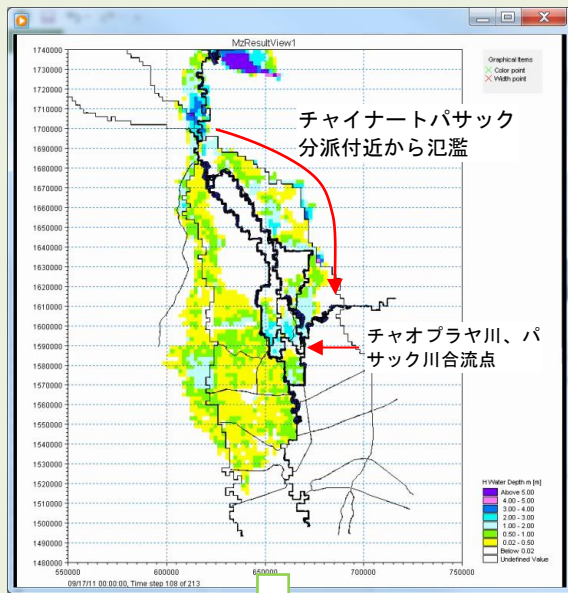 MzResultView1
Graphical Items
Color point
Width point
チャイナートパサック
分派付近から氾濫
チャオプラヤ川、パ
サック川合流点
1740000
1730000
1720000
1710000
1700000
1690000
1680000
1670000
1660000
1650000
1640000
1630000
1620000
1610000
1600000
1590000
1580000
1570000
1560000
1550000
1540000
1530000
1520000
1510000
1500000
1490000
1480000
550000 600000 650000 700000 750000
09/17/11 00:00:00, Time step 108 of 213
H Water Depth m [m]
Above 5.00
4.00 - 5.00
3.00 - 4.00
2.00 - 3.00
1.00 - 2.00
0.50 - 1.00
0.02 - 0.50
Below 0.02
Undefined Value